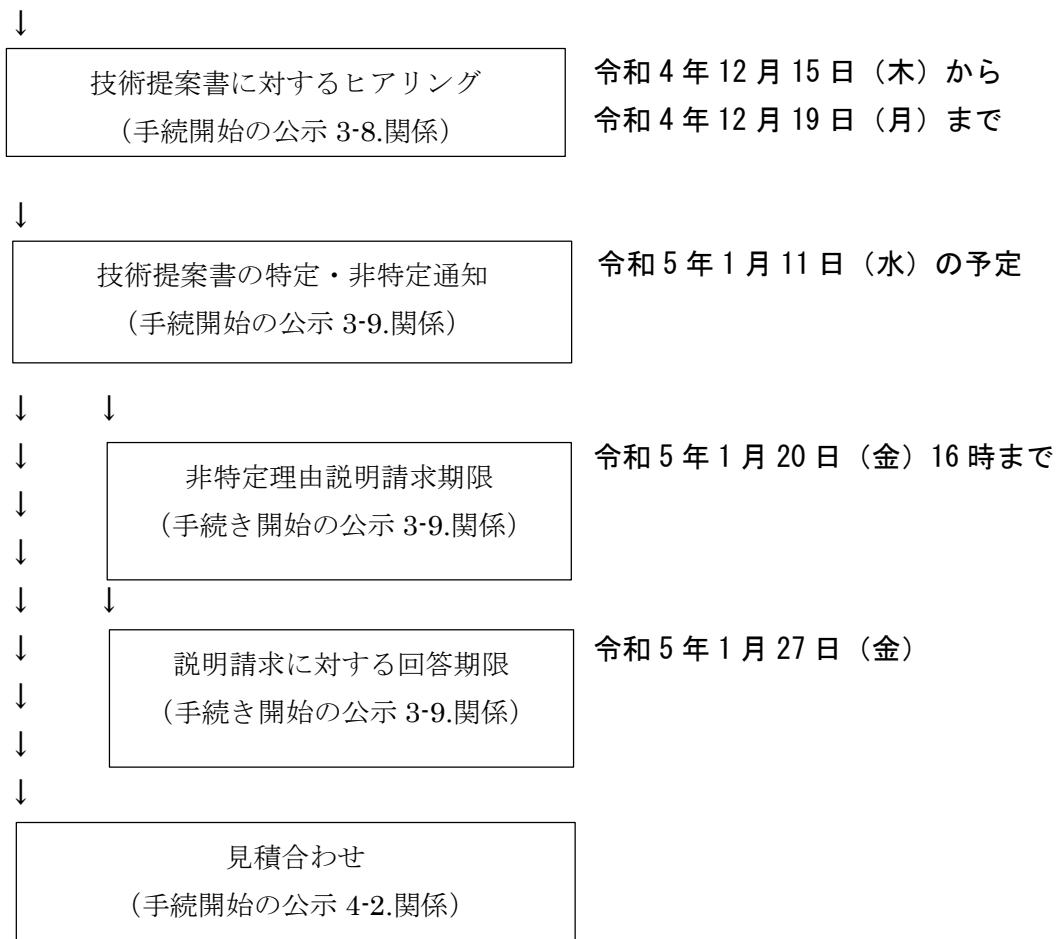 ↓
技術提案書に対するヒアリング
（手続開始の公示 3-8.関係）
令和 4 年 12 月 15 日（木）から
令和 4 年 12 月 19 日（月）まで
↓
技術提案書の特定・非特定通知
（手続開始の公示 3-9.関係）
令和 5 年 1 月 11 日（水）の予定
↓ ↓
↓
↓
↓
非特定理由説明請求期限
（手続き開始の公示 3-9.関係）
令和 5 年 1 月 20 日（金）16 時まで
↓ ↓
↓
↓
↓
説明請求に対する回答期限
（手続き開始の公示 3-9.関係）
令和 5 年 1 月 27 日（金）
↓
見積合わせ
（手続開始の公示 4-2.関係）